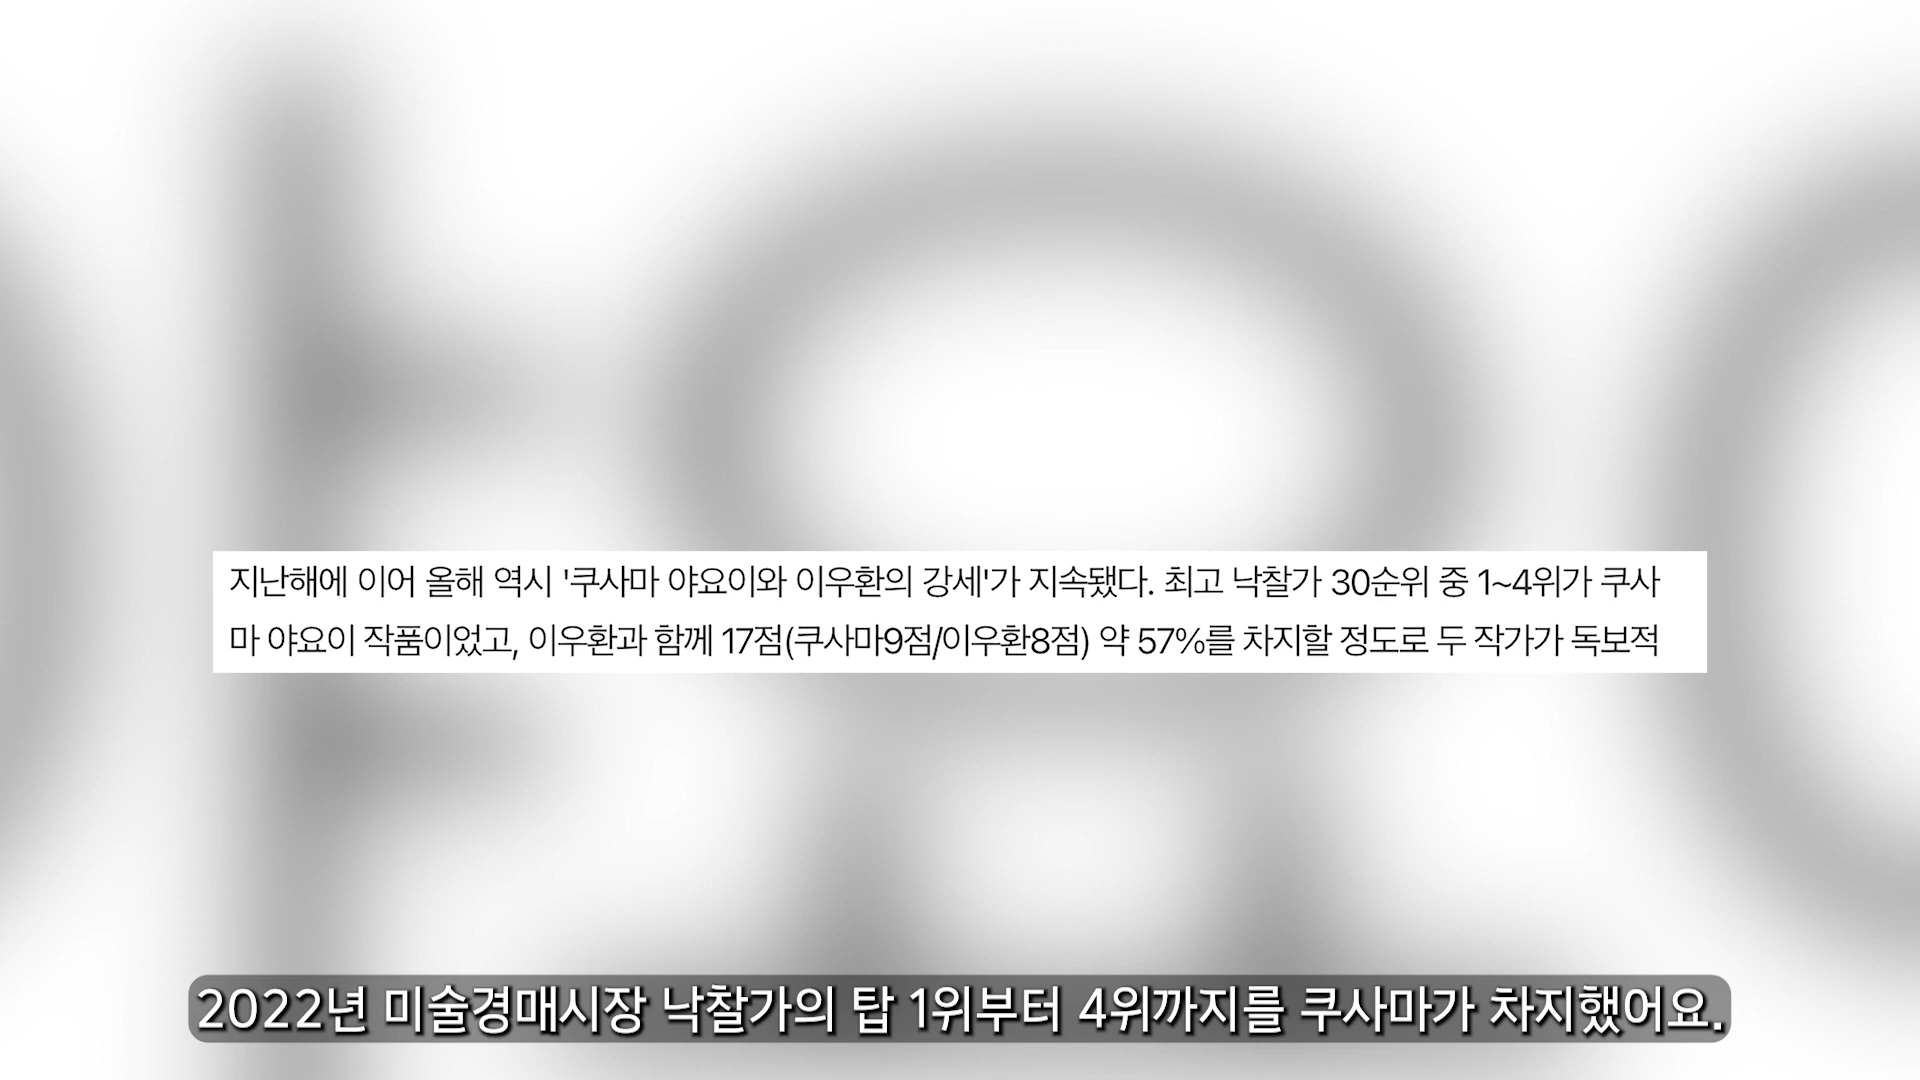 지난해에 이어 올해 역시 '쿠사마 야요이와 이우환의 강세'가 지속됐다. 최고 낙찰가 30순위 중 1~4위가 쿠사
마 야요이 작품이었고, 이우환과 함께 17점(쿠사마9점/이우환8점) 약 57%를 차지할 정도로 두 작가가 독보적
2022년 미술경매시장 낙찰가의 탑 1위부터 4위까지를 쿠사마가 차지했어요.